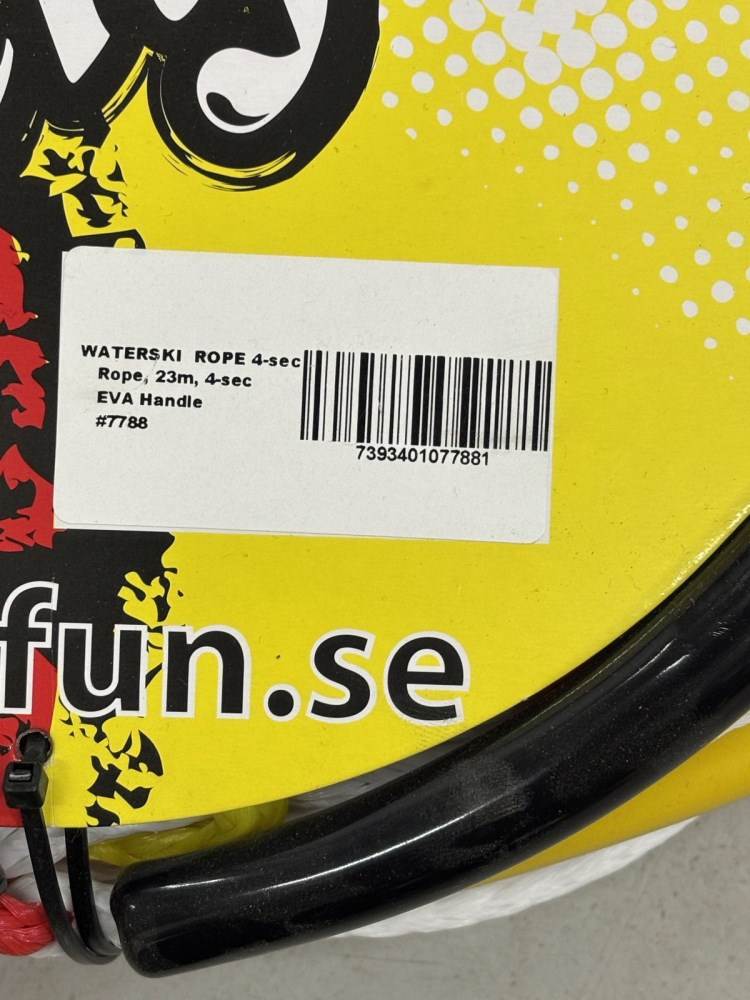 WATERSKI ROPE 4-sec
Rope, 23m, 4-sec
EVA Handle
#7788
7393401077881
fun.se